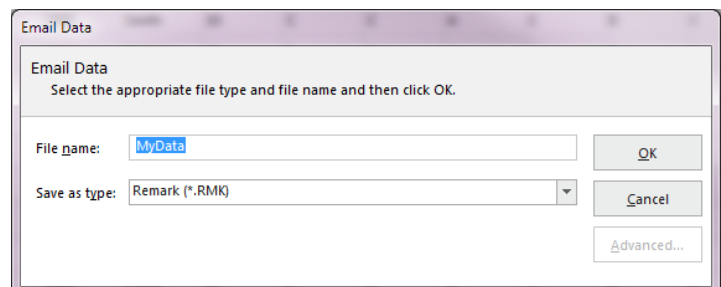 Email Data
Email Data
Select the appropriate file type and file name and then click OK.
File name: MyData OK
Save as type: Remark (*.RMK) Cancel
Advanced...